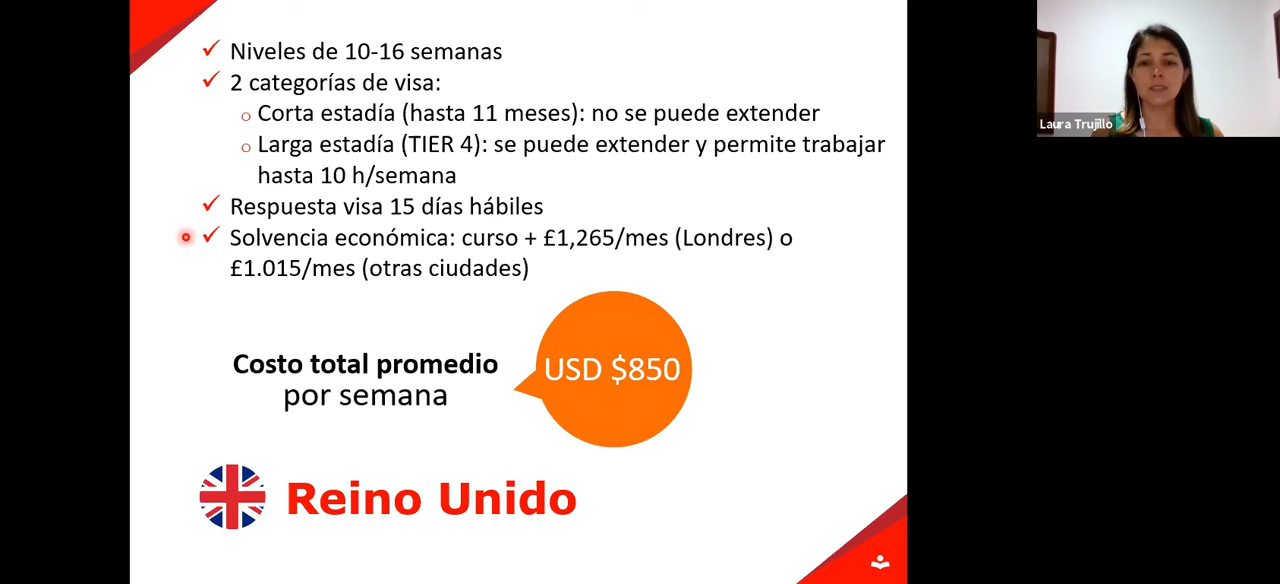 Niveles de 10-16 semanas
2 categorías de visa:
Corta estadía (hasta 11 meses): no se puede extender
Larga estadía (TIER 4): se puede extender y permite trabajar
hasta 10 h/semana
Respuesta visa 15 días hábiles
Solvencia económica: curso + £1,265/mes (Londres) o
£1.015/mes (otras ciudades)
Costo total promedio
por semana
USD $850
Reino Unido
Laura Trujillo